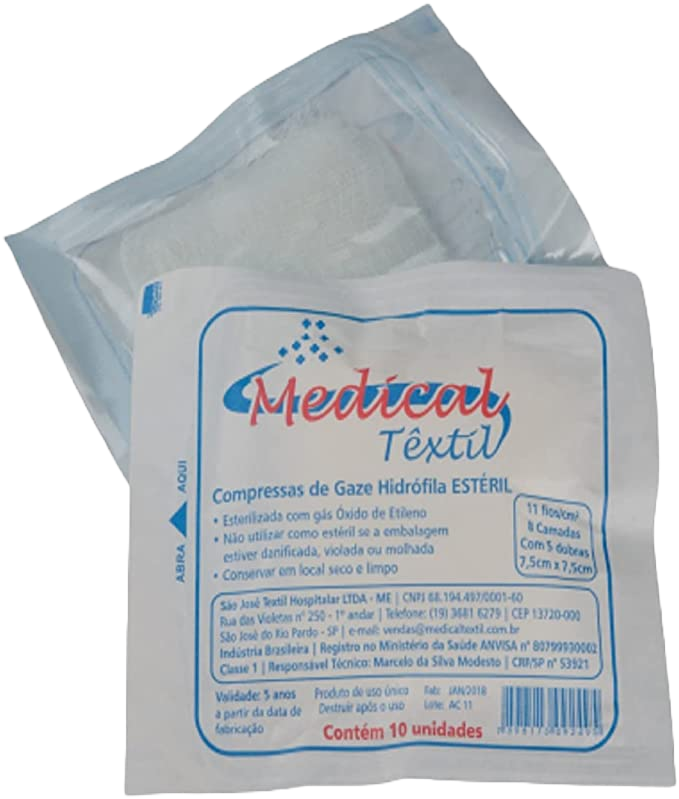 Medical
Têxtil
Compressas de Gaze Hidrófila ESTÉRIL
• Esterilizada com gás Óxido de Etileno
• Não utilizar como estéril se a embalagem
estiver danificada, violada ou molhada
• Conservar em local seco e limpo
11 fios/cm²
8 Camadas
Com 5 dobras
7,5cm x 7,5cm
ABRA AQUI
São José Textil Hospitalar LTDA - ME | CNPJ 68.194.497/0001-60
Rua das Violetas nº 250 - 1º andar | Telefone: (19) 3681 6279 | CEP 13720-000
São José do Rio Pardo - SP | e-mail: vendas@medicaltextil.com.br
Indústria Brasileira | Registro no Ministério da Saúde ANVISA nº 80799930002
Classe 1 | Responsável Técnico: Marcelo da Silva Modesto | CRF/SP nº 53921
Validade: 5 anos
a partir da data de
fabricação
Produto de uso único
Destruir após o uso
Fab: JAN/2018
Lote: AC 11
Contém 10 unidades